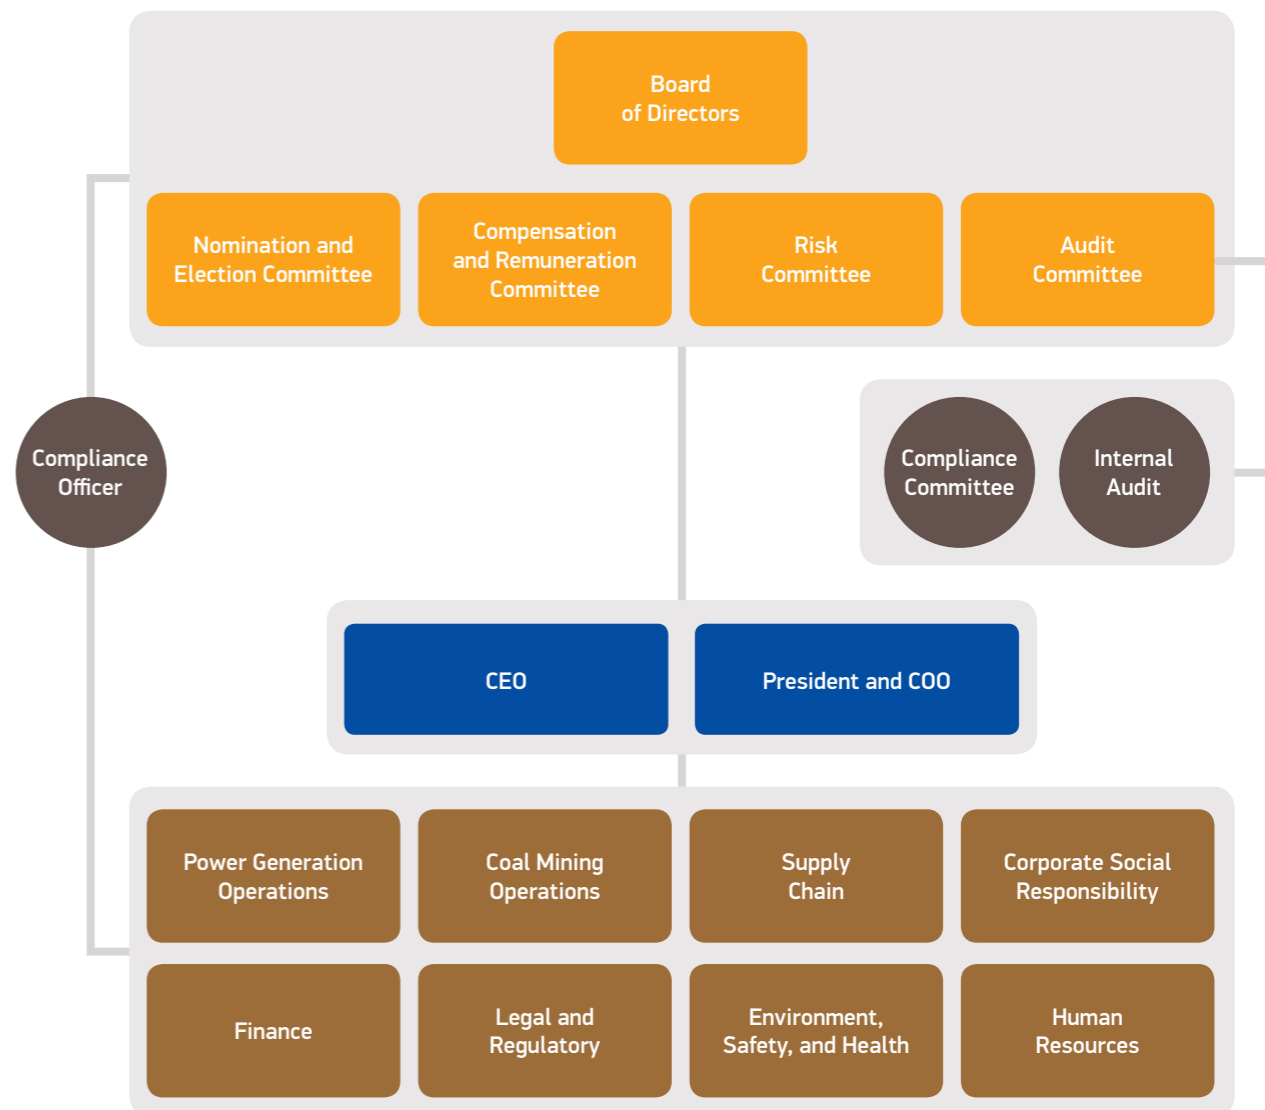 Board
of Directors
Nomination and
Election Committee
Compensation
and Remuneration
Committee
Risk
Committee
Audit
Committee
Compliance
Officer
Compliance
Committee
Internal
Audit
CEO
President and COO
Power Generation
Operations
Coal Mining
Operations
Supply
Chain
Corporate Social
Responsibility
Finance
Legal and
Regulatory
Environment,
Safety, and Health
Human
Resources